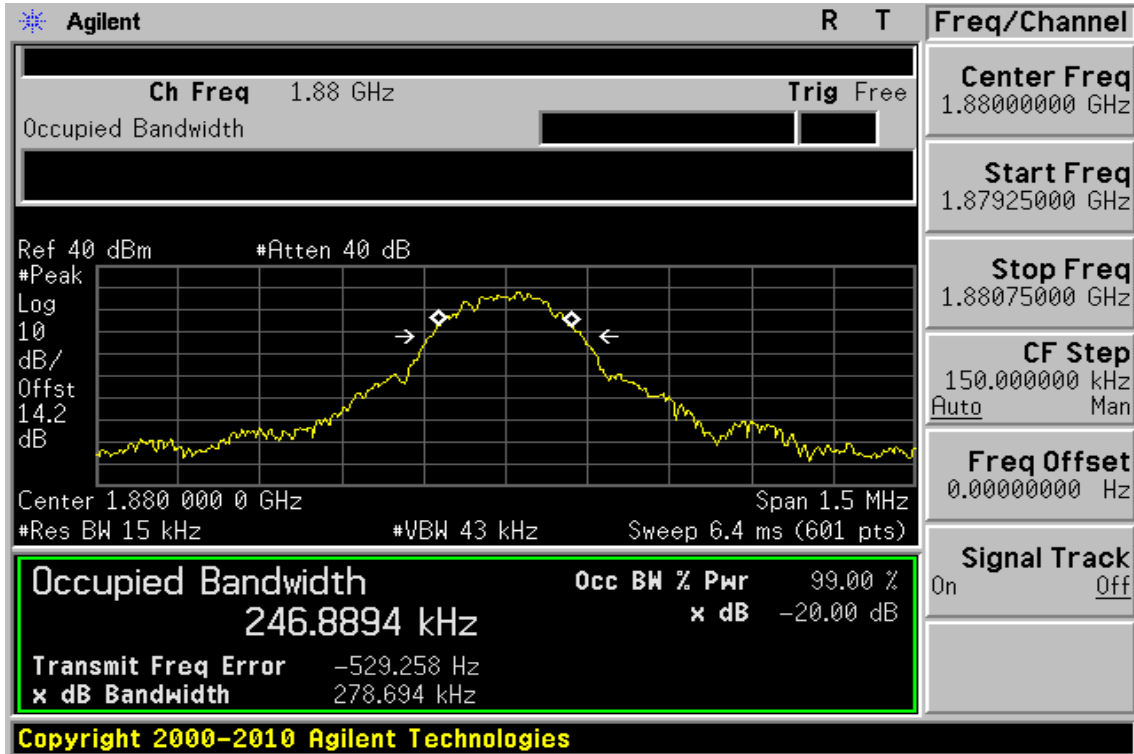 Agilent R T Freq/Channel
Ch Freq 1.88 GHz Trig Free
Occupied Bandwidth
Center Freq
1.88000000 GHz
Start Freq
1.87925000 GHz
Stop Freq
1.88075000 GHz
CF Step
150.000000 kHz
Auto Man
Freq Offset
0.00000000 Hz
Signal Track
On Off
Ref 40 dBm #Atten 40 dB
#Peak
Log
10
dB/
Offst
14.2
dB
Center 1.880 000 0 GHz Span 1.5 MHz
#Res BW 15 kHz #VBW 43 kHz Sweep 6.4 ms (601 pts)
Occupied Bandwidth Occ BW % Pwr 99.00 %
246.8894 kHz x dB -20.00 dB
Transmit Freq Error -529.258 Hz
x dB Bandwidth 278.694 kHz
Copyright 2000-2010 Agilent Technologies